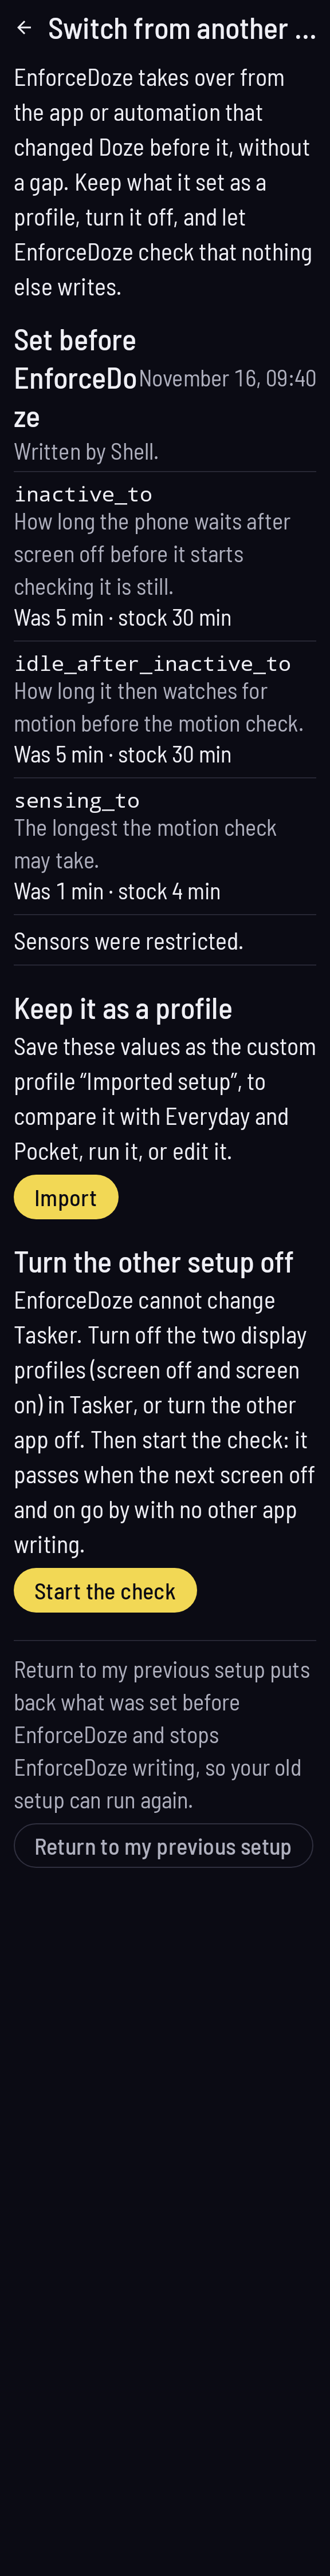 ← Switch from another ...
EnforceDoze takes over from
the app or automation that
changed Doze before it, without
a gap. Keep what it set as a
profile, turn it off, and let
EnforceDoze check that nothing
else writes.
Set before
EnforceDo
ze
November 16, 09:40
Written by Shell.
inactive_to
How long the phone waits after
screen off before it starts
checking it is still.
Was 5 min · stock 30 min
idle_after_inactive_to
How long it then watches for
motion before the motion check.
Was 5 min · stock 30 min
sensing_to
The longest the motion check
may take.
Was 1 min · stock 4 min
Sensors were restricted.
Keep it as a profile
Save these values as the custom
profile “Imported setup”, to
compare it with Everyday and
Pocket, run it, or edit it.
Import
Turn the other setup off
EnforceDoze cannot change
Tasker. Turn off the two display
profiles (screen off and screen
on) in Tasker, or turn the other
app off. Then start the check: it
passes when the next screen off
and on go by with no other app
writing.
Start the check
Return to my previous setup puts
back what was set before
EnforceDoze and stops
EnforceDoze writing, so your old
setup can run again.
Return to my previous setup